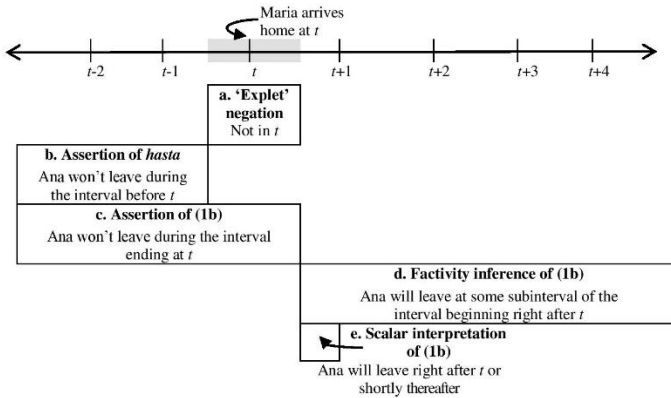 Maria arrives
home at t
t-2
t-1
t
t+1
t+2
t+3
t+4
a. ‘Explet’
negation
Not in t
b. Assertion of hasta
Ana won’t leave during
the interval before t
c. Assertion of (1b)
Ana won’t leave during the interval
ending at t
d. Factivity inference of (1b)
Ana will leave at some subinterval of the
interval beginning right after t
e. Scalar interpretation
of (1b)
Ana will leave right after t or
shortly thereafter